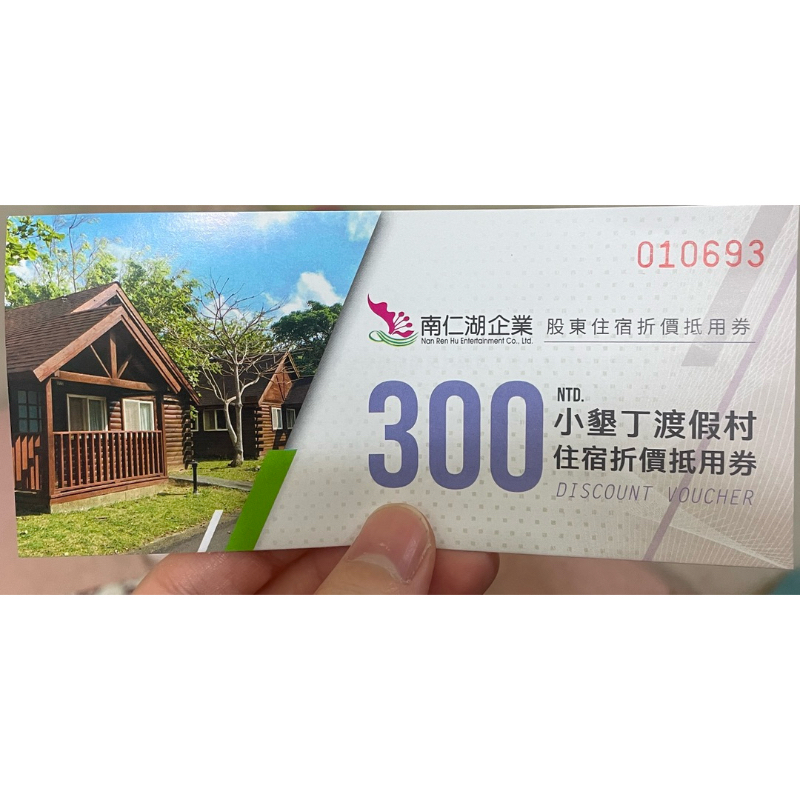 010693
南仁湖企業 股東住宿折價抵用券
Nan Ren Hu Entertainment Co., Ltd.
300 NTD.
小墾丁渡假村
住宿折價抵用券
DISCOUNT VOUCHER